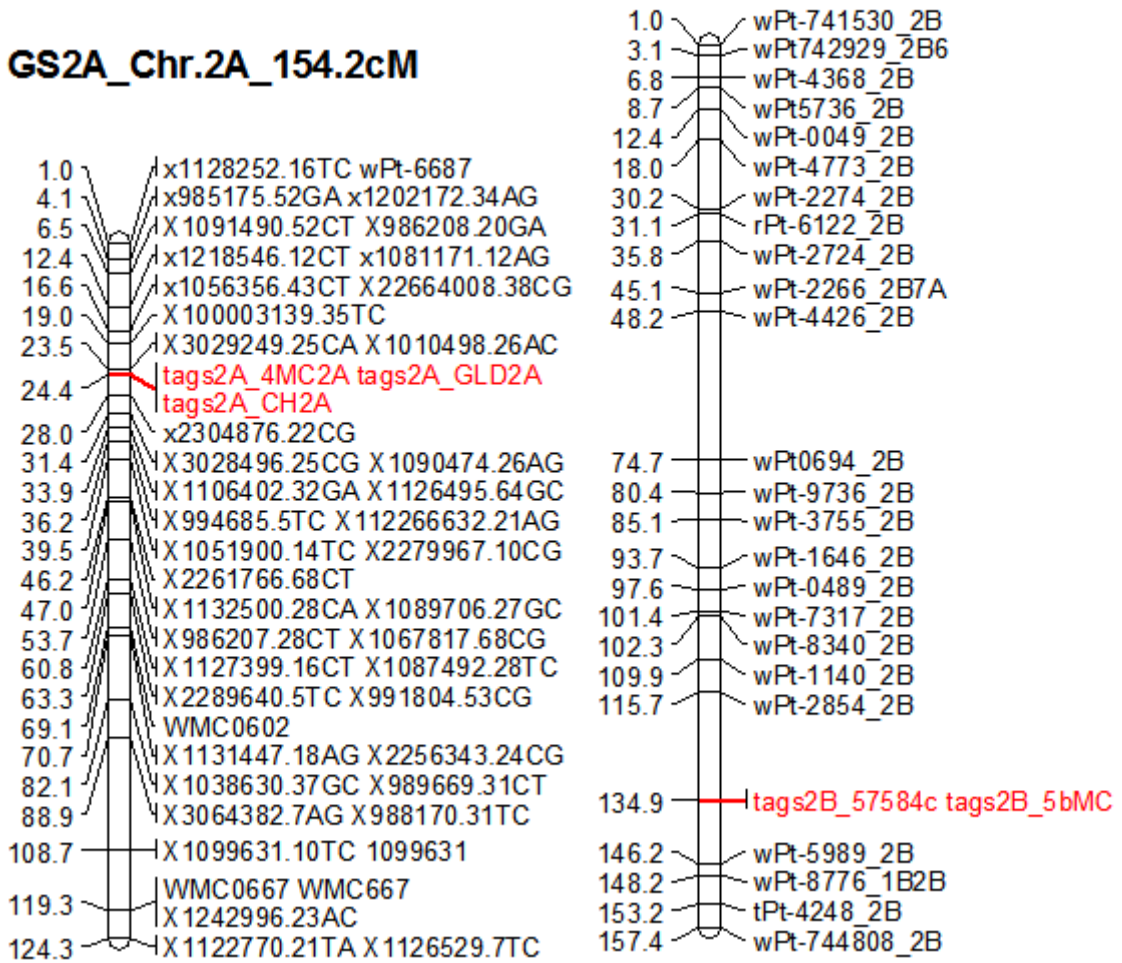 GS2A_Chr.2A_154.2cM
1.0 x1128252.16TC wPt-6687
4.1 x985175.52GA x1202172.34AG
6.5 X1091490.52CT X986208.20GA
12.4 x1218546.12CT x1081171.12AG
16.6 x1056356.43CT X22664008.38CG
19.0 X100003139.35TC
23.5 X3029249.25CA X1010498.26AC
24.4 tags2A_4MC2A tags2A_GLD2A
tags2A_CH2A
28.0 x2304876.22CG
31.4 X3028496.25CG X1090474.26AG
33.9 X1106402.32GA X1126495.64GC
36.2 X994685.5TC X112266632.21AG
39.5 X1051900.14TC X2279967.10CG
46.2 X2261766.68CT
47.0 X1132500.28CA X1089706.27GC
53.7 X986207.28CT X1067817.68CG
60.8 X1127399.16CT X1087492.28TC
63.3 X2289640.5TC X991804.53CG
69.1 WMC0602
70.7 X1131447.18AG X2256343.24CG
82.1 X1038630.37GC X989669.31CT
88.9 X3064382.7AG X988170.31TC
108.7 X1099631.10TC 1099631
119.3 WMC0667 WMC667
X1242996.23AC
124.3 X1122770.21TA X1126529.7TC
1.0 wPt-741530_2B
3.1 wPt742929_2B6
6.8 wPt-4368_2B
8.7 wPt5736_2B
12.4 wPt-0049_2B
18.0 wPt-4773_2B
30.2 wPt-2274_2B
31.1 rPt-6122_2B
35.8 wPt-2724_2B
45.1 wPt-2266_2B7A
48.2 wPt-4426_2B
74.7 wPt0694_2B
80.4 wPt-9736_2B
85.1 wPt-3755_2B
93.7 wPt-1646_2B
97.6 wPt-0489_2B
101.4 wPt-7317_2B
102.3 wPt-8340_2B
109.9 wPt-1140_2B
115.7 wPt-2854_2B
134.9 tags2B_57584c tags2B_5bMC
146.2 wPt-5989_2B
148.2 wPt-8776_1B2B
153.2 tPt-4248_2B
157.4 wPt-744808_2B